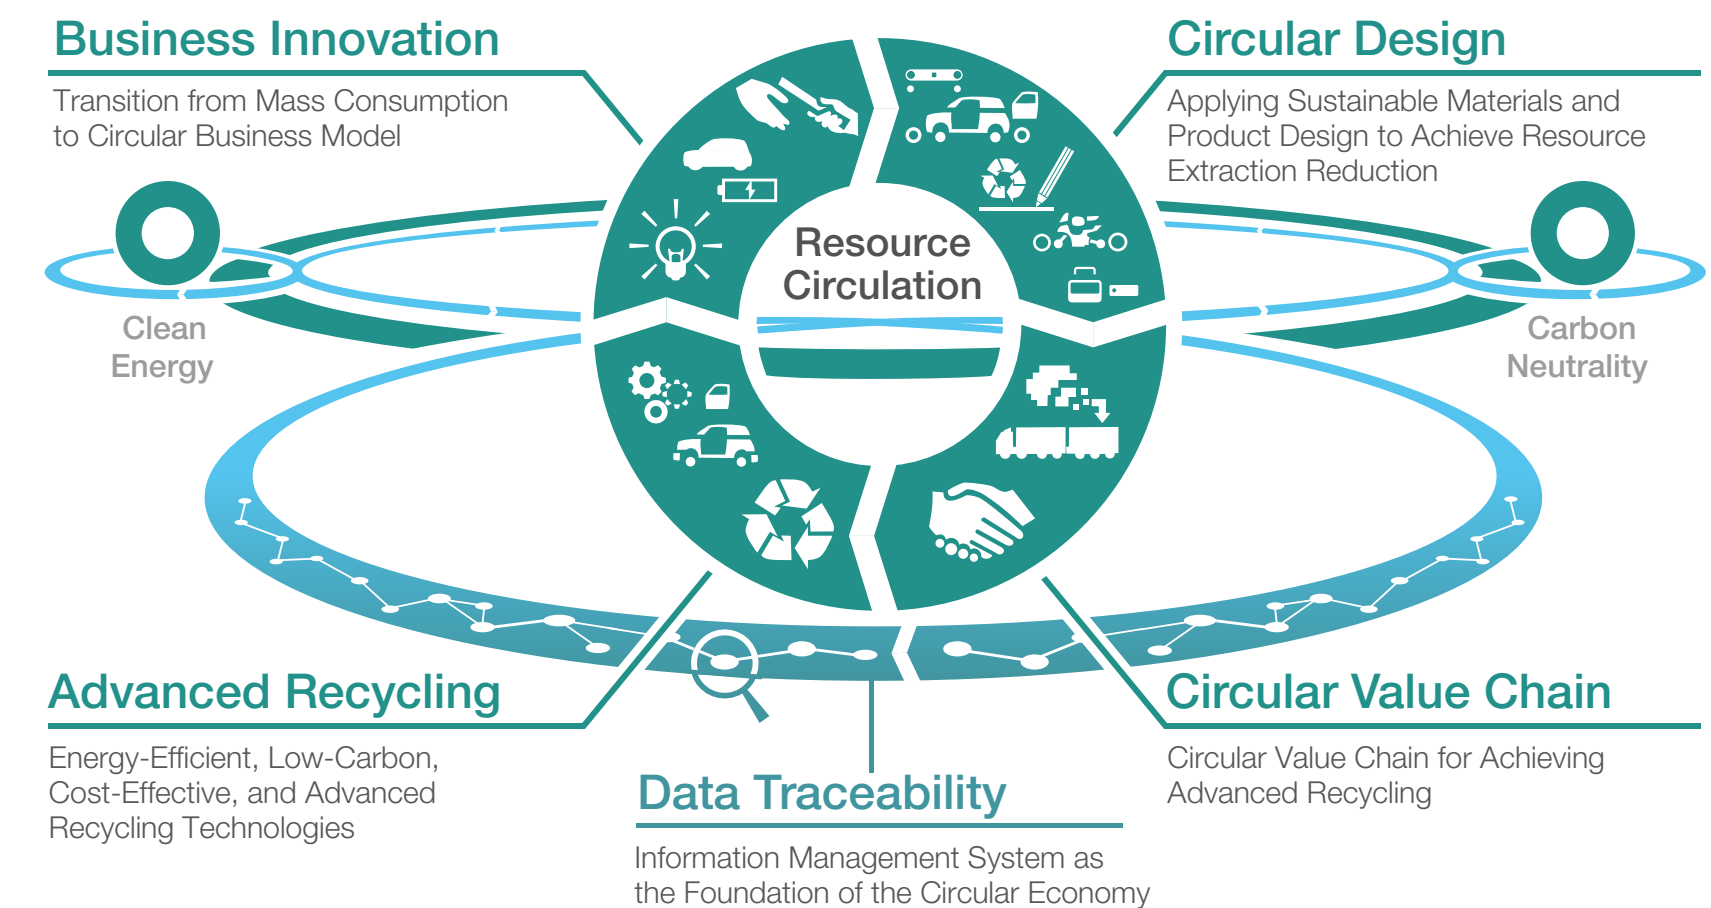 Business Innovation
Transition from Mass Consumption
to Circular Business Model
Circular Design
Applying Sustainable Materials and
Product Design to Achieve Resource
Extraction Reduction
Resource
Circulation
Clean
Energy
Carbon
Neutrality
Advanced Recycling
Energy-Efficient, Low-Carbon,
Cost-Effective, and Advanced
Recycling Technologies
Data Traceability
Information Management System as
the Foundation of the Circular Economy
Circular Value Chain
Circular Value Chain for Achieving
Advanced Recycling